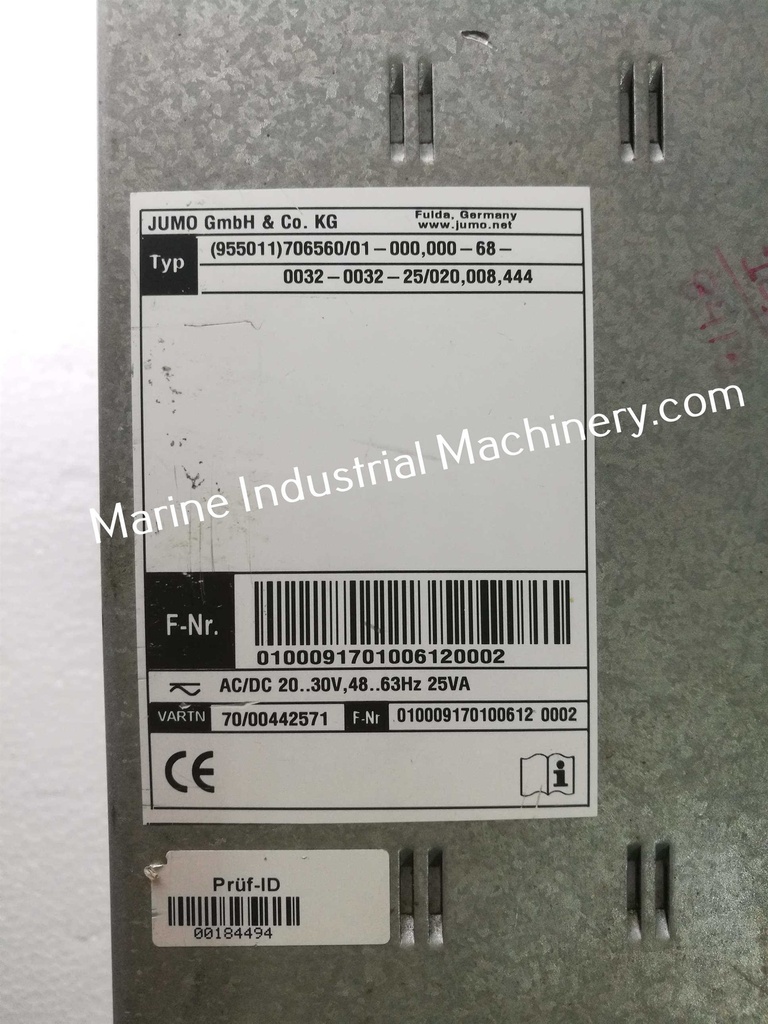 JUMO GmbH & Co. KG
Fulda, Germany
www.jumo.net
Typ
(955011)706560/01-000,000-68-
0032-0032-25/020,008,444
Marine Industrial Machinery.com
F-Nr.
0100091701006120002
AC/DC 20..30V,48..63Hz 25VA
VARTN 70/00442571 F-Nr 010009170100612 0002
CE
i
Prüf-ID
00184494